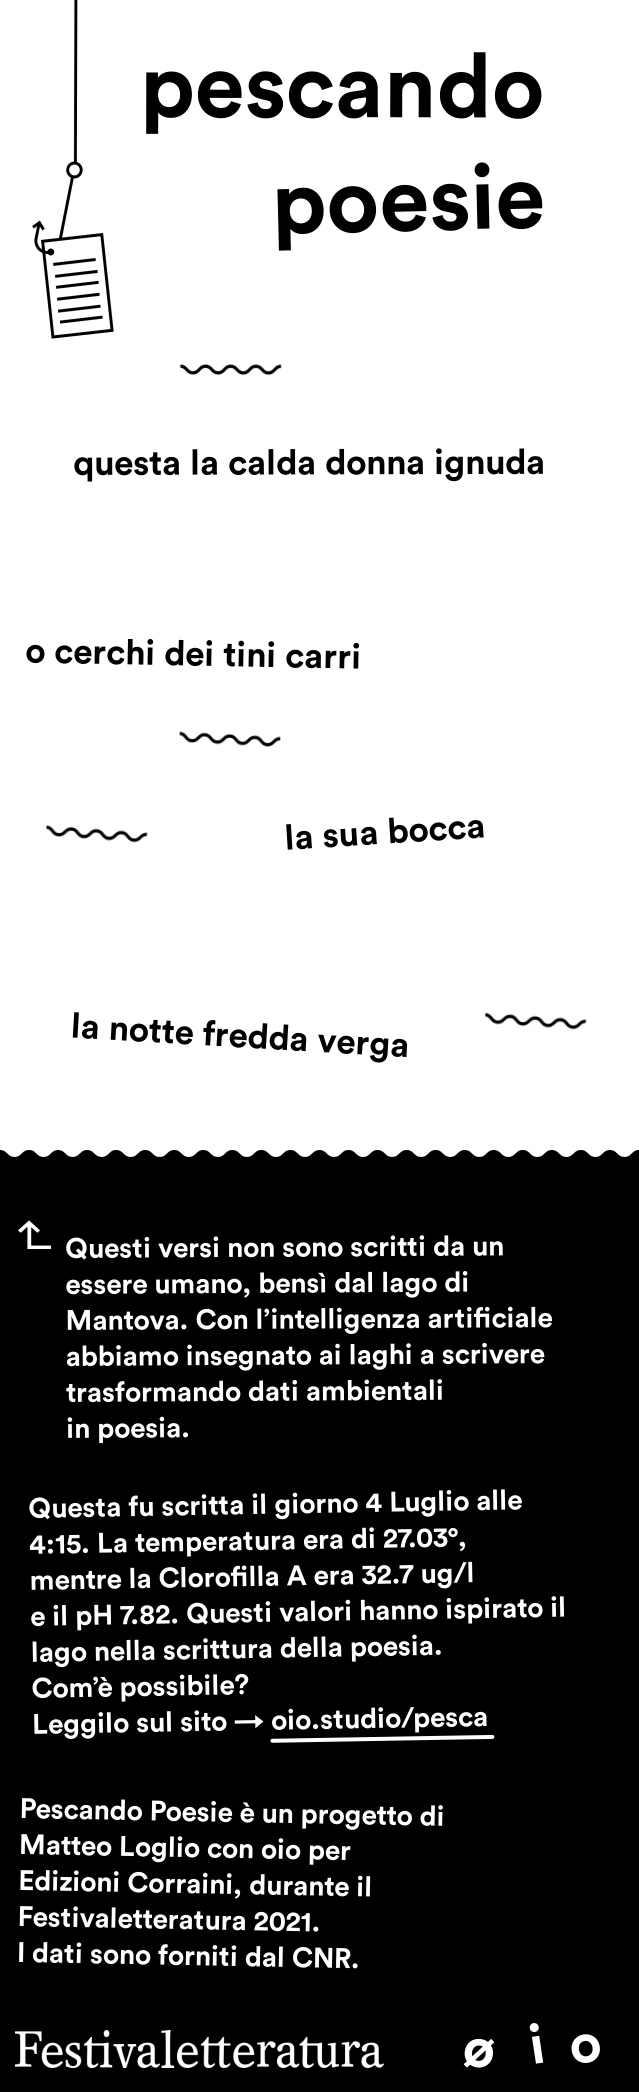 pescando
poesie
questa la calda donna ignuda
o cerchi dei tini carri
la sua bocca
la notte fredda verga
Questi versi non sono scritti da un
essere umano, bensì dal lago di
Mantova. Con l’intelligenza artificiale
abbiamo insegnato ai laghi a scrivere
trasformando dati ambientali
in poesia.
Questa fu scritta il giorno 4 Luglio alle
4:15. La temperatura era di 27.03°,
mentre la Clorofilla A era 32.7 ug/l
e il pH 7.82. Questi valori hanno ispirato il
lago nella scrittura della poesia.
Com’è possibile?
Leggilo sul sito → oio.studio/pesca
Pescando Poesie è un progetto di
Matteo Loglio con oio per
Edizioni Corraini, durante il
Festivaletteratura 2021.
I dati sono forniti dal CNR.
Festivaletteratura ø i o